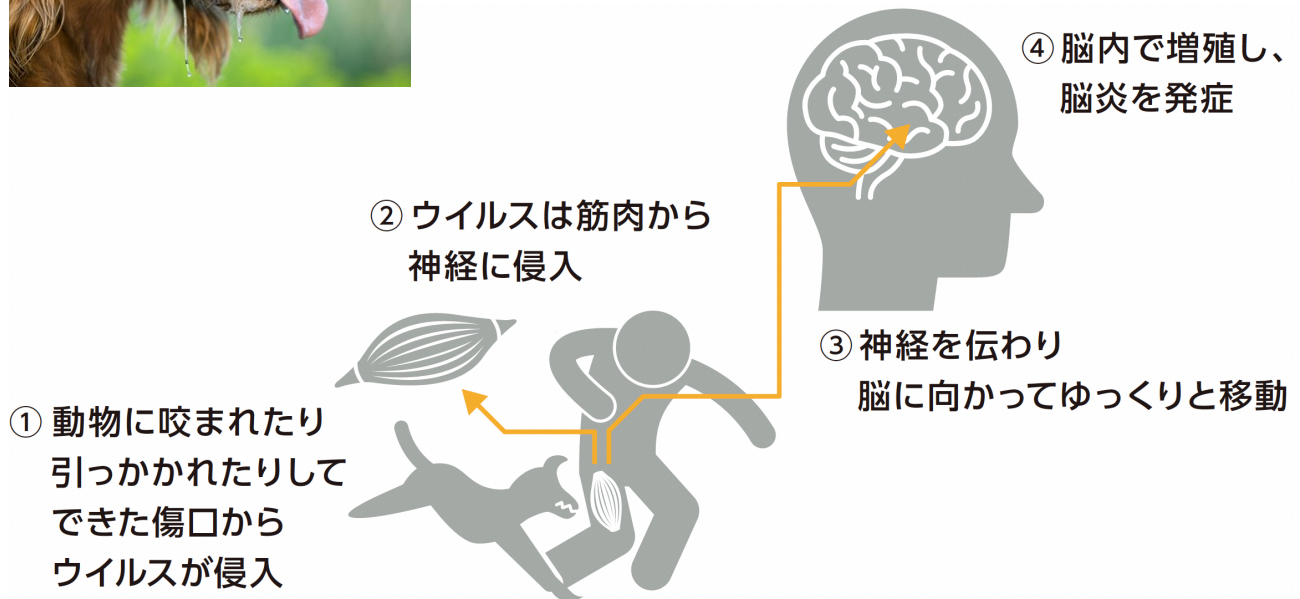 ① 動物に咬まれたり
引っかかれたりして
できた傷口から
ウイルスが侵入
② ウイルスは筋肉から
神経に侵入
③ 神経を伝わり
脳に向かってゆっくりと移動
④ 脳内で増殖し、
脳炎を発症